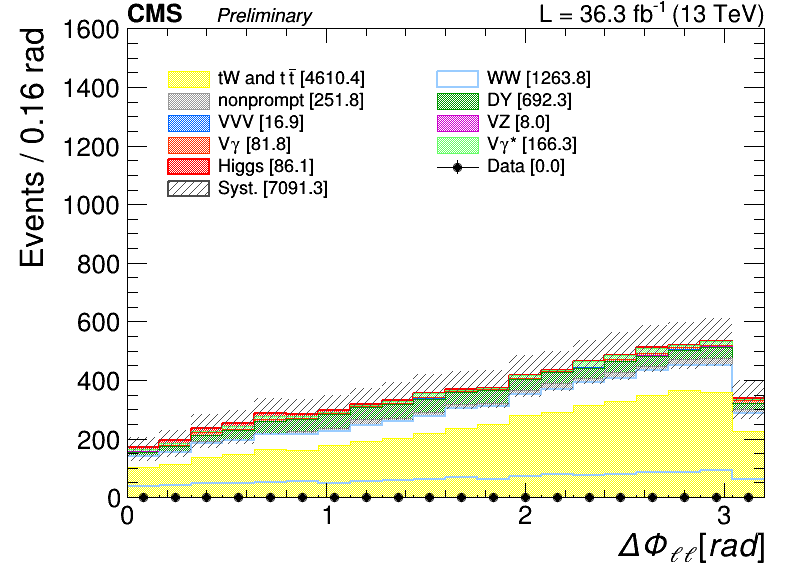 CMS Preliminary L = 36.3 fb⁻¹ (13 TeV)
Events / 0.16 rad
1600
1400
1200
1000
800
600
400
200
0
tW and tt̄ [4610.4] WW [1263.8]
nonprompt [251.8] DY [692.3]
VVV [16.9] VZ [8.0]
Vγ [81.8] Vγ* [166.3]
Higgs [86.1] Data [0.0]
Syst. [7091.3]
0 1 2 3
ΔΦℓℓ[rad]